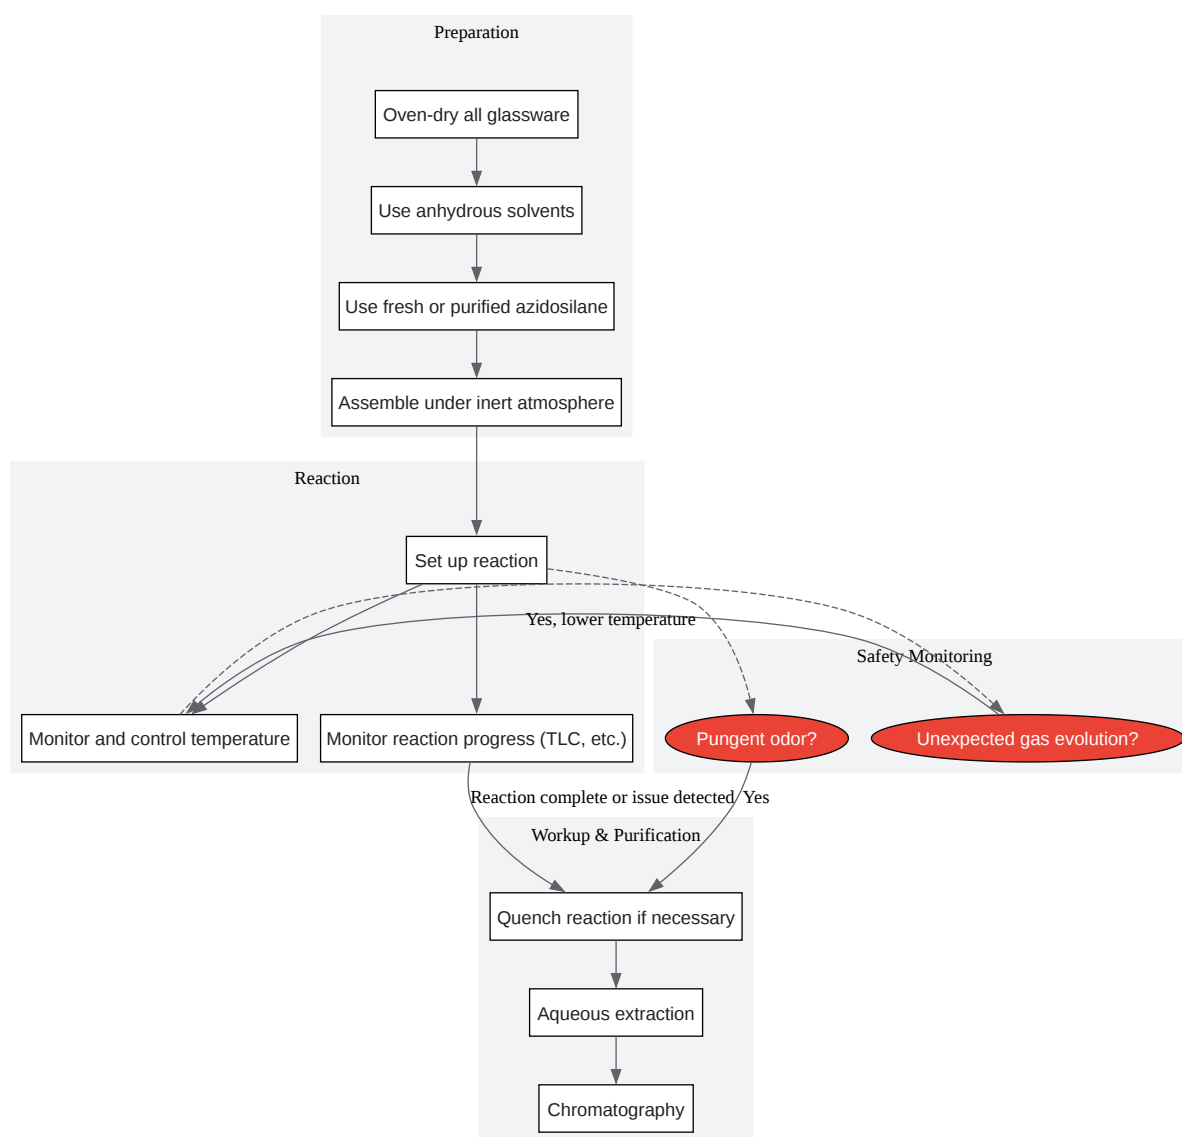 Preparation
Oven-dry all glassware
Use anhydrous solvents
Use fresh or purified azidosilane
Assemble under inert atmosphere
Reaction
Set up reaction
Yes, lower temperature
Safety Monitoring
Monitor and control temperature
Monitor reaction progress (TLC, etc.)
Pungent odor?
Unexpected gas evolution?
Reaction complete or issue detected
Yes
Workup & Purification
Quench reaction if necessary
Aqueous extraction
Chromatography